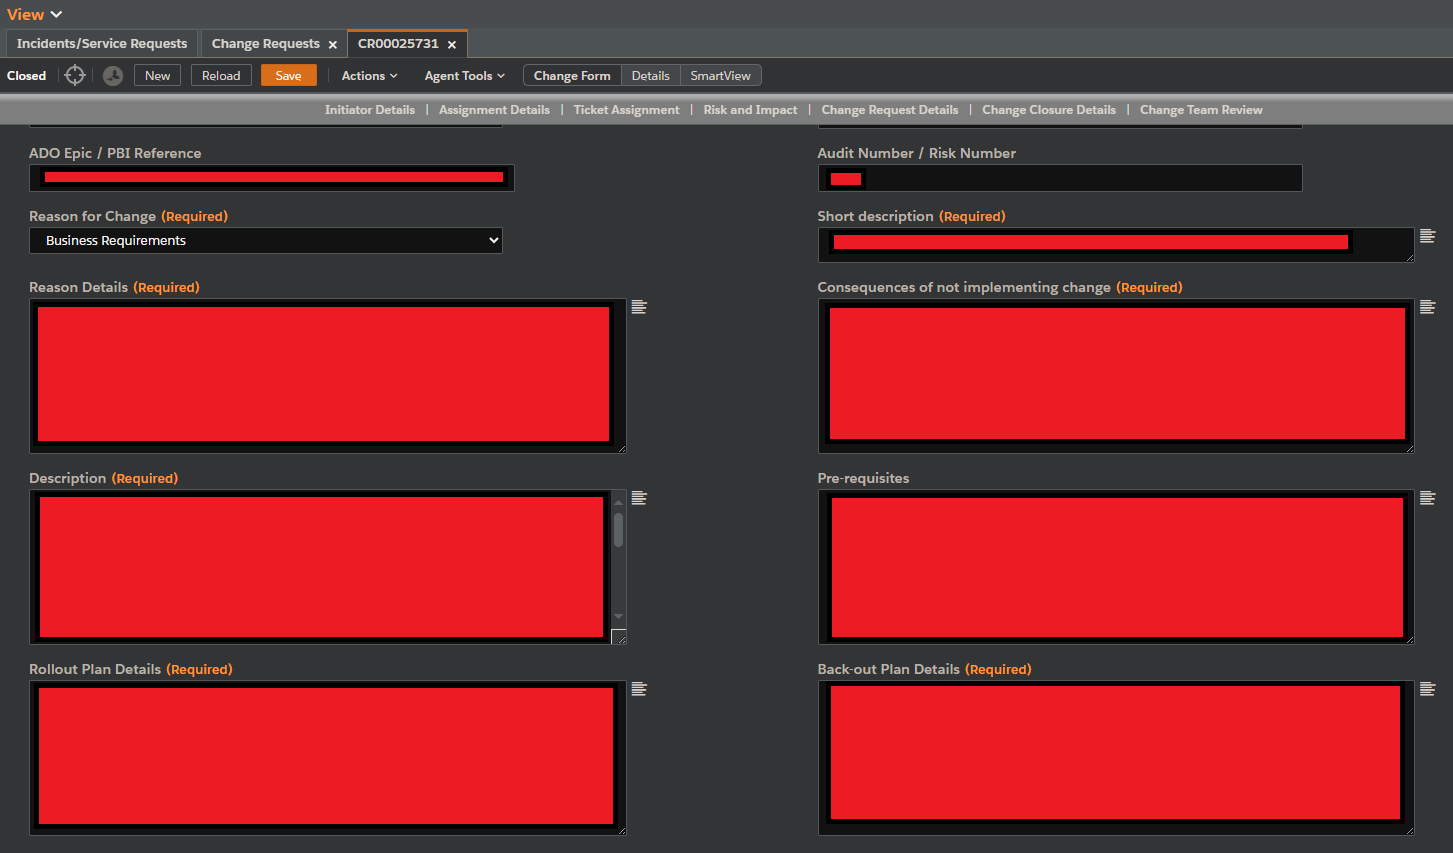 View
Incidents/Service Requests Change Requests × CR00025731 ×
Closed New Reload Save Actions Agent Tools Change Form Details SmartView
Initiator Details | Assignment Details | Ticket Assignment | Risk and Impact | Change Request Details | Change Closure Details | Change Team Review
ADO Epic / PBI Reference Audit Number / Risk Number
Reason for Change (Required) Short description (Required)
Business Requirements
Reason Details (Required) Consequences of not implementing change (Required)
Description (Required) Pre-requisites
Rollout Plan Details (Required) Back-out Plan Details (Required)